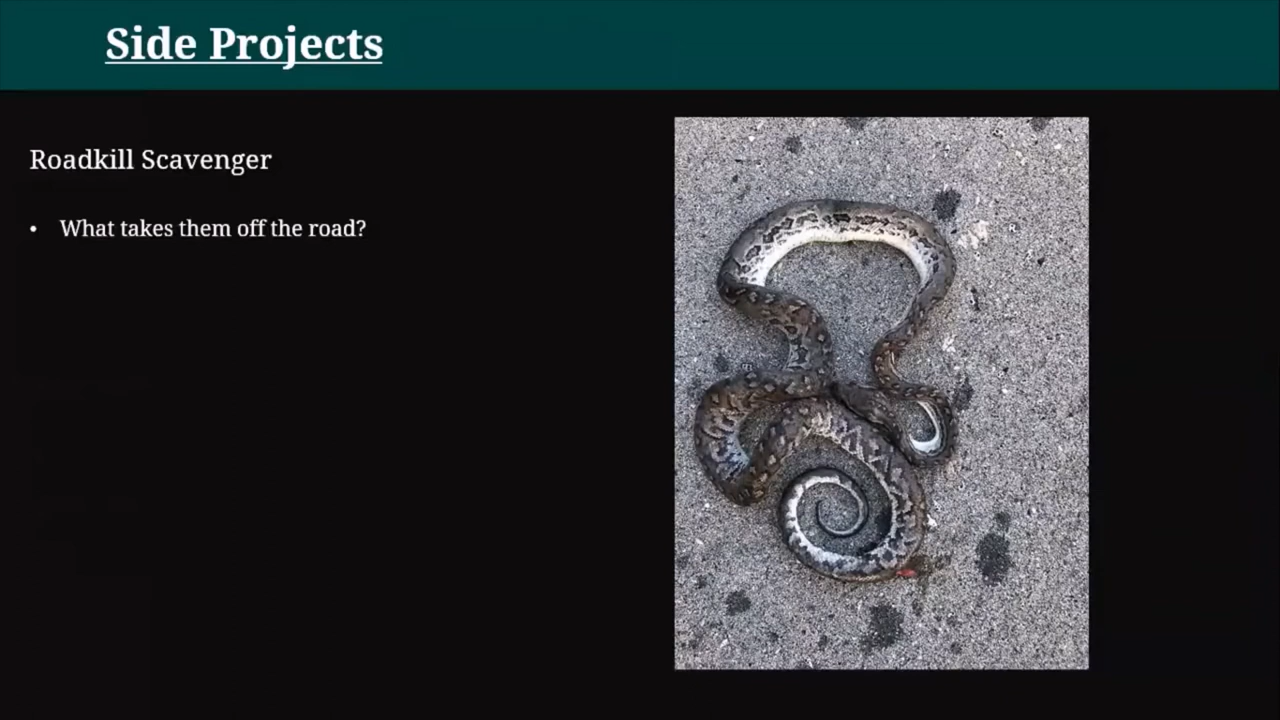 Side Projects
Roadkill Scavenger
• What takes them off the road?